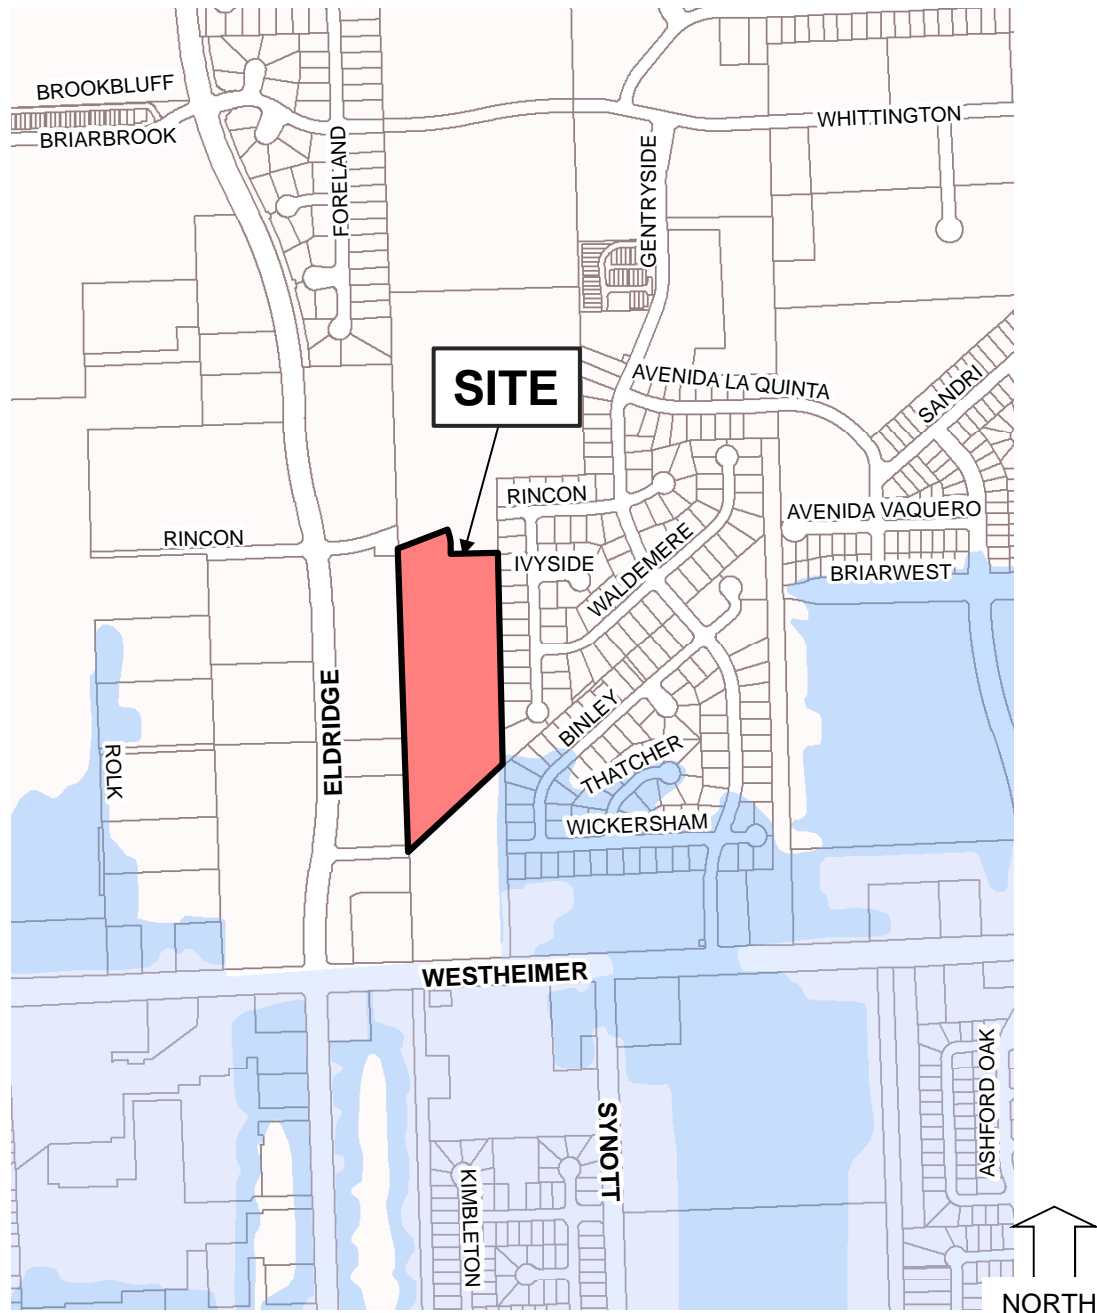 BROOKBLUFF
BRIARBROOK
WHITTINGTON
FORELAND
GENTRYSIDE
SITE
AVENIDA LA QUINTA
SANDRI
RINCON
AVENIDA VAQUERO
RINCON
IVYSIDE
WALDEMERE
BRIARWEST
ELDRIDGE
BINLEY
ROLK
THATCHER
WICKERSHAM
WESTHEIMER
ASHFORD OAK
SYNOTT
KIMBLETON
NORTH